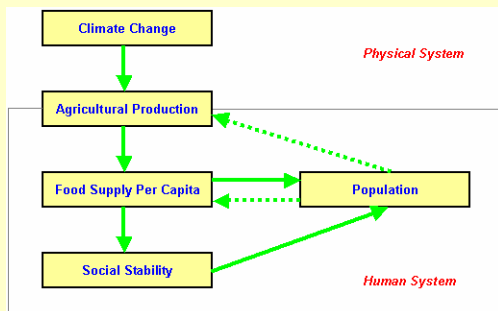 Climate Change
Physical System
Agricultural Production
Food Supply Per Capita
Population
Social Stability
Human System